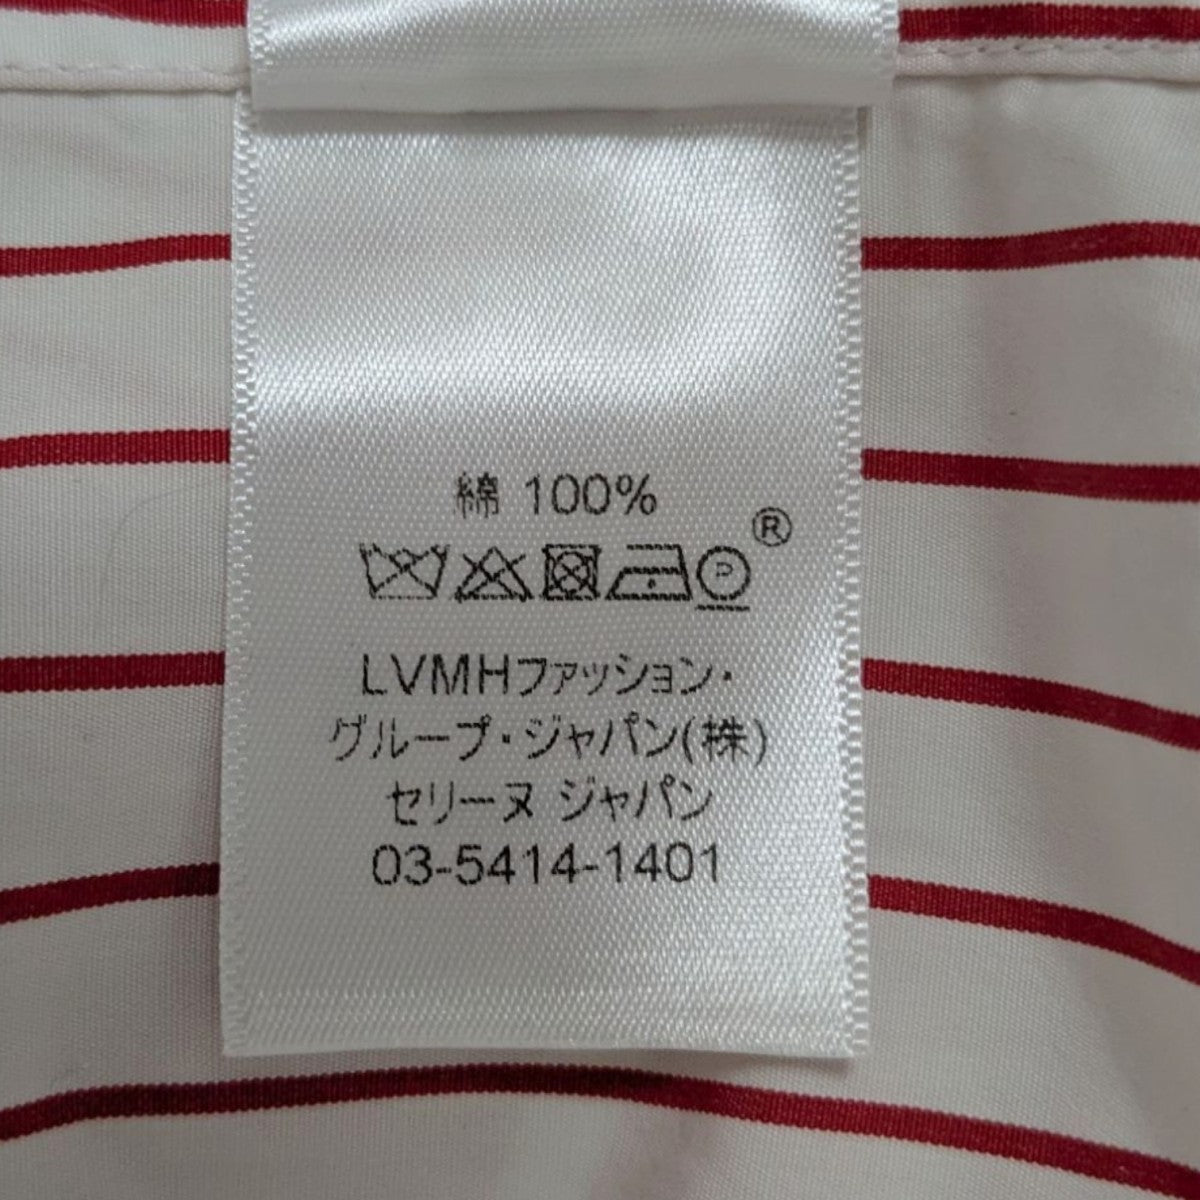 綿 100%
P ®
LVMHファッション・
グループ・ジャパン(株)
セリーヌ ジャパン
03-5414-1401